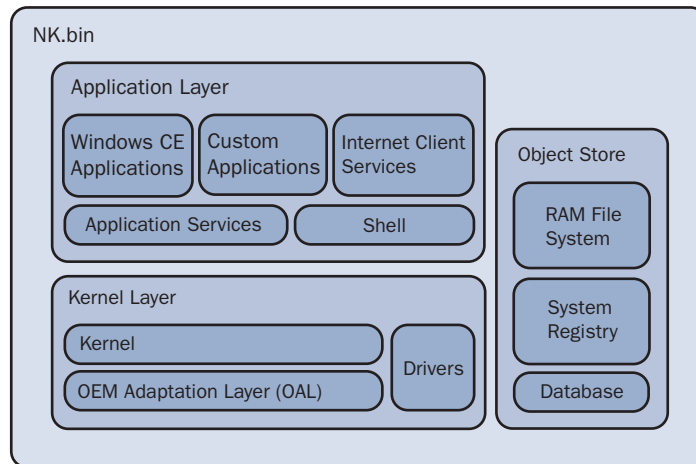 NK.bin
Application Layer
Windows CE
Applications
Custom
Applications
Internet Client
Services
Application Services
Shell
Kernel Layer
Kernel
OEM Adaptation Layer (OAL)
Drivers
Object Store
RAM File
System
System
Registry
Database